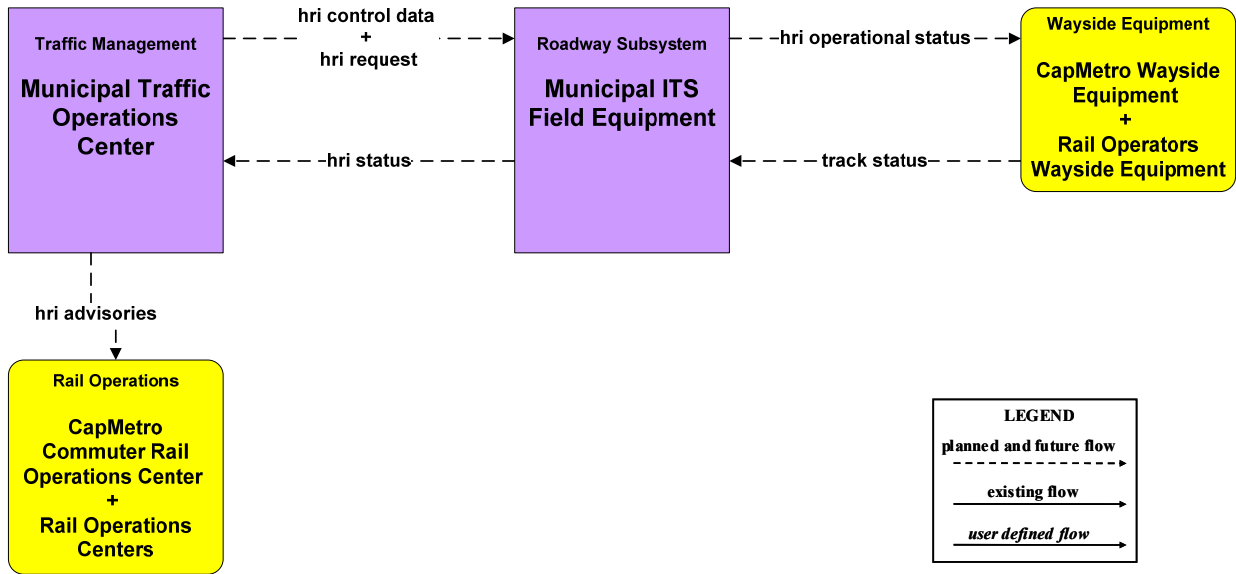 Traffic Management
Municipal Traffic
Operations
Center
hri control data
+
hri request
hri status
Roadway Subsystem
Municipal ITS
Field Equipment
hri operational status
track status
Wayside Equipment
CapMetro Wayside
Equipment
+
Rail Operators
Wayside Equipment
hri advisories
Rail Operations
CapMetro
Commuter Rail
Operations Center
+
Rail Operations
Centers
LEGEND
planned and future flow
existing flow
user defined flow